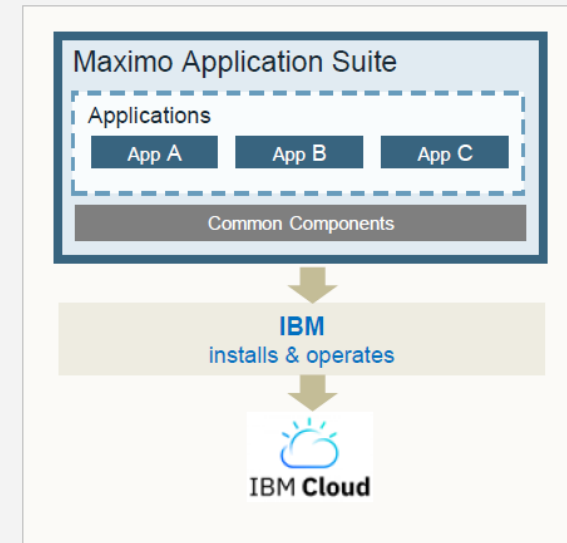 Maximo Application Suite
Applications
App A
App B
App C
Common Components
IBM
installs & operates
IBM Cloud